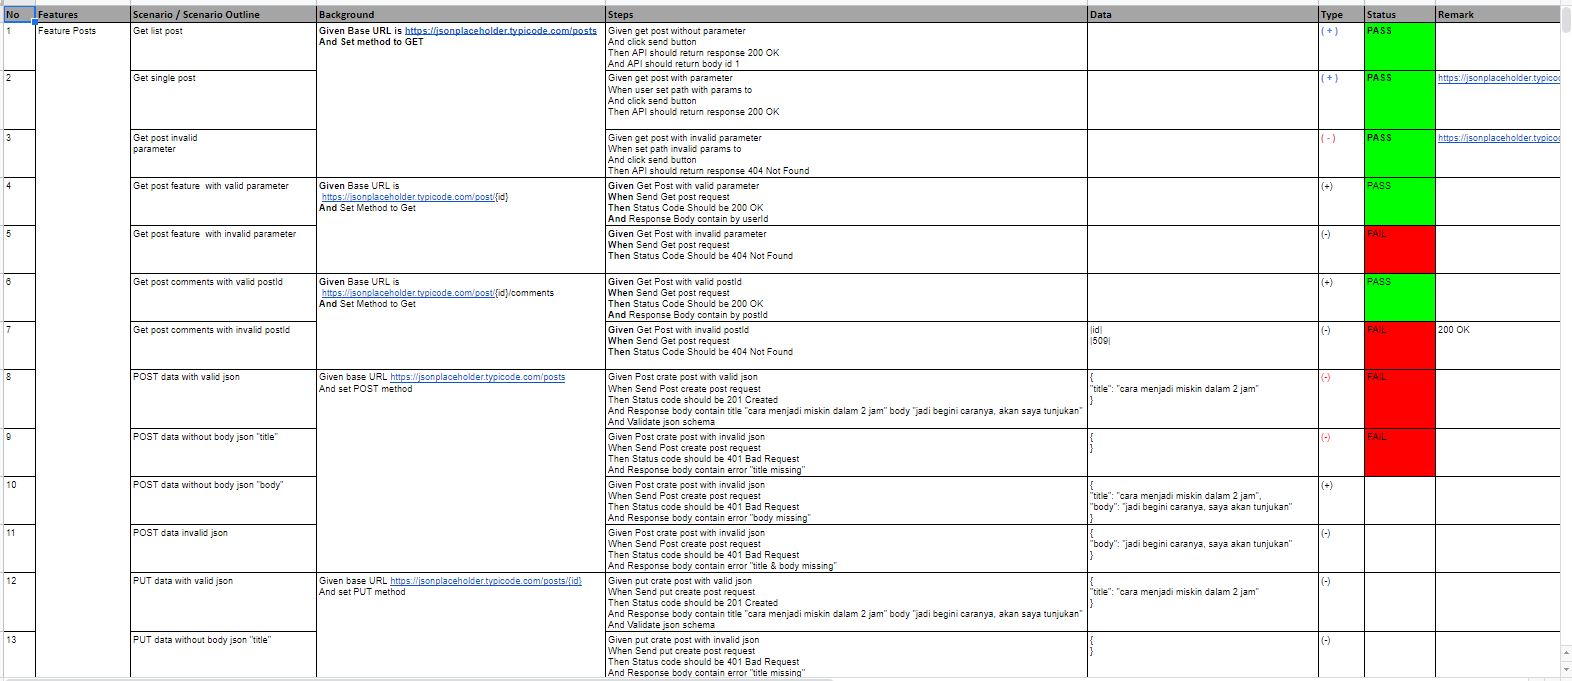 No Features Scenario / Scenario Outline Background Steps Data Type Status Remark
1 Feature Posts Get list post Given Base URL is https://jsonplaceholder.typicode.com/posts Given get post without parameter ( + ) PASS
And Set method to GET And click send button
Then API should return response 200 OK
And API should return body id 1
2 Get single post Given get post with parameter ( + ) PASS https://jsonplaceholder.typico
When user set path with params to
And click send button
Then API should return response 200 OK
3 Get post invalid Given get post with invalid parameter ( - ) PASS https://jsonplaceholder.typico
parameter When set path invalid params to
And click send button
Then API should return response 404 Not Found
4 Get post feature with valid parameter Given Base URL is Given Get Post with valid parameter (+) PASS
https://jsonplaceholder.typicode.com/post/{id} When Send Get post request
And Set Method to Get Then Status Code Should be 200 OK
And Response Body contain by userId
5 Get post feature with invalid parameter Given Get Post with invalid parameter (-) FAIL
When Send Get post request
Then Status Code Should be 404 Not Found
6 Get post comments with valid postId Given Base URL is Given Get Post with valid postId (+) PASS
https://jsonplaceholder.typicode.com/post/{id}/comments When Send Get post request
And Set Method to Get Then Status Code Should be 200 OK
And Response Body contain by postId
7 Get post comments with invalid postId Given Get Post with invalid postId |id| (-) FAIL 200 OK
When Send Get post request |509|
Then Status Code Should be 404 Not Found
8 POST data with valid json Given base URL https://jsonplaceholder.typicode.com/posts Given Post crate post with valid json { (-) FAIL
And set POST method When Send Post create post request "title": "cara menjadi miskin dalam 2 jam"
Then Status code should be 201 Created }
And Response body contain title "cara menjadi miskin dalam 2 jam" body "jadi begini caranya, akan saya tunjukan"
And Validate json schema
9 POST data without body json "title" Given Post crate post with invalid json { (-) FAIL
When Send Post create post request }
Then Status code should be 401 Bad Request
And Response body contain error "title missing"
10 POST data without body json "body" Given Post crate post with invalid json { (+)
When Send Post create post request "title": "cara menjadi miskin dalam 2 jam",
Then Status code should be 401 Bad Request "body": "jadi begini caranya, saya akan tunjukan"
And Response body contain error "body missing" }
11 POST data invalid json Given Post crate post with invalid json { (-)
When Send Post create post request "body": "jadi begini caranya, saya akan tunjukan"
Then Status code should be 401 Bad Request }
And Response body contain error "title & body missing"
12 PUT data with valid json Given base URL https://jsonplaceholder.typicode.com/posts/{id} Given put crate post with valid json { (-)
And set PUT method When Send put create post request "title": "cara menjadi miskin dalam 2 jam"
Then Status code should be 201 Created }
And Response body contain title "cara menjadi miskin dalam 2 jam" body "jadi begini caranya, akan saya tunjukan"
And Validate json schema
13 PUT data without body json "title" Given put crate post with invalid json { (-)
When Send put create post request }
Then Status code should be 401 Bad Request
And Response body contain error "title missing"